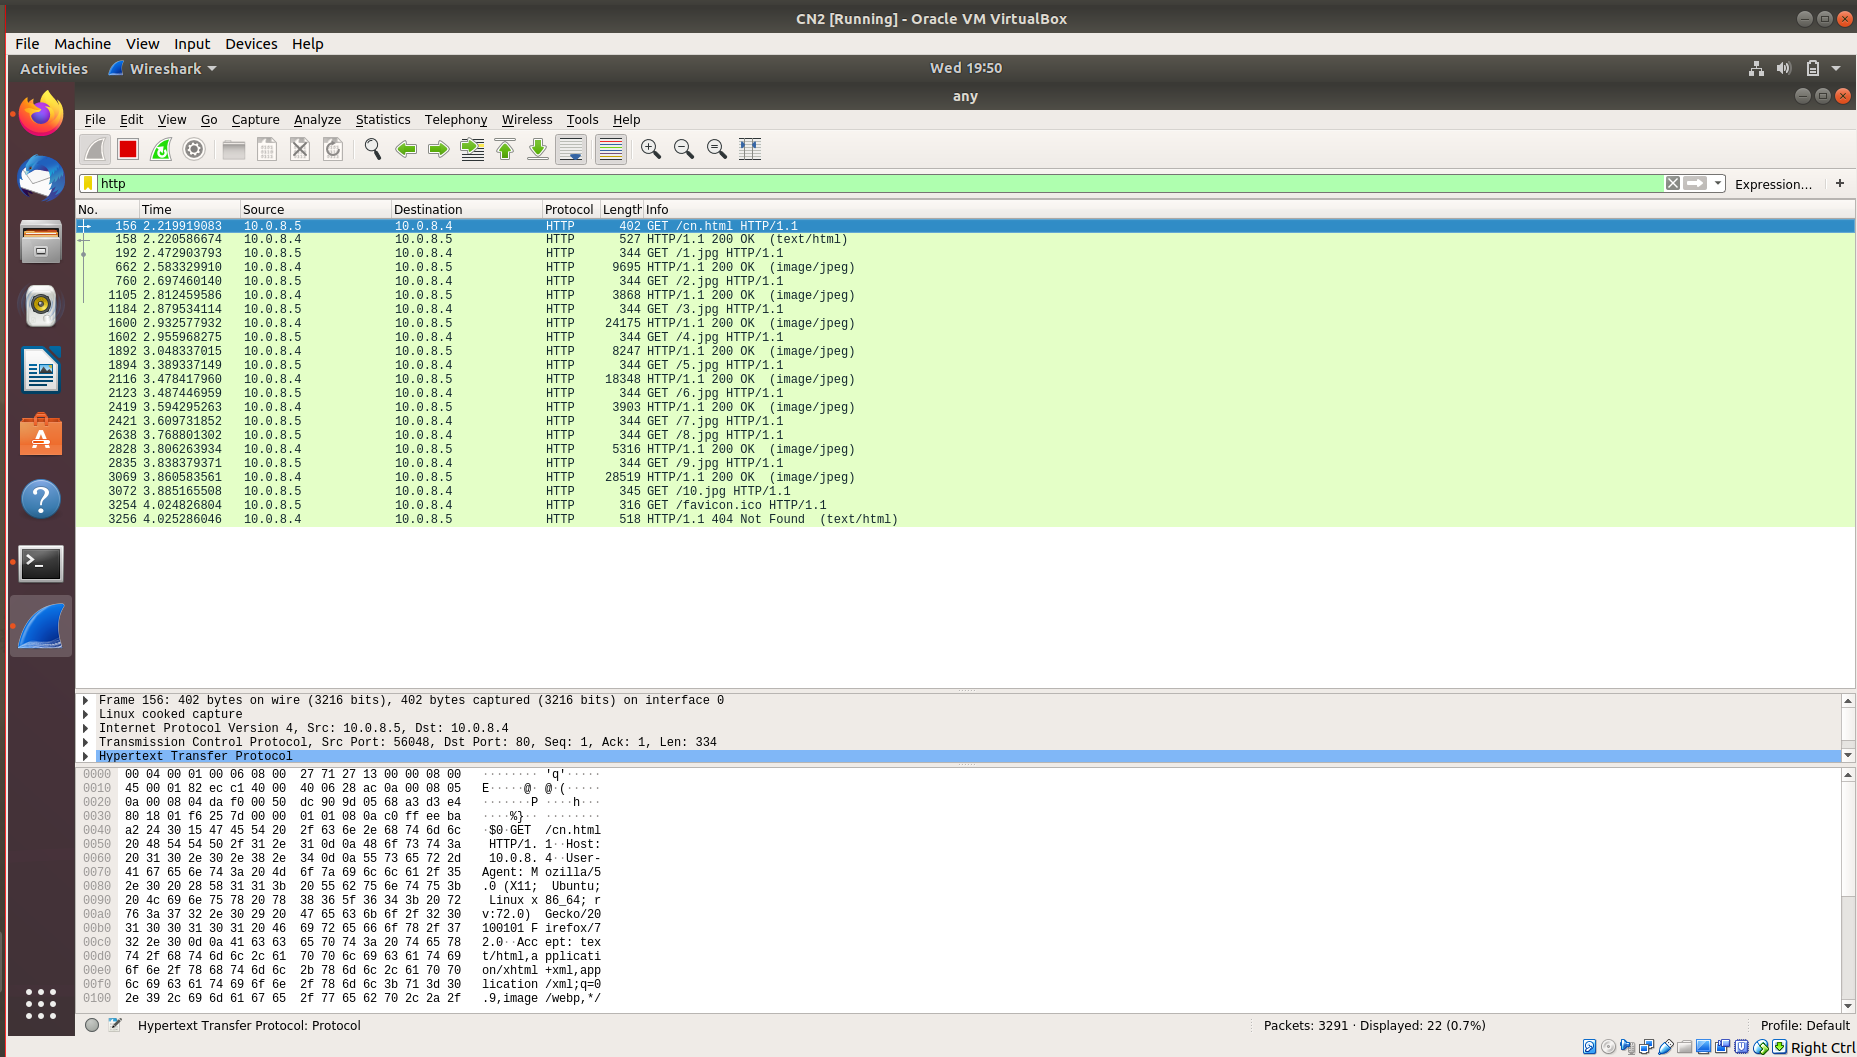 CN2 [Running] - Oracle VM VirtualBox
File Machine View Input Devices Help
Activities Wireshark Wed 19:50
any
File Edit View Go Capture Analyze Statistics Telephony Wireless Tools Help
http Expression... +
No. Time Source Destination Protocol Length Info
156 2.219919083 10.0.8.5 10.0.8.4 HTTP 402 GET /cn.html HTTP/1.1
158 2.220586674 10.0.8.4 10.0.8.5 HTTP 527 HTTP/1.1 200 OK (text/html)
192 2.472903793 10.0.8.5 10.0.8.4 HTTP 344 GET /1.jpg HTTP/1.1
662 2.583329910 10.0.8.4 10.0.8.5 HTTP 9695 HTTP/1.1 200 OK (image/jpeg)
760 2.697460140 10.0.8.5 10.0.8.4 HTTP 344 GET /2.jpg HTTP/1.1
1105 2.812459586 10.0.8.4 10.0.8.5 HTTP 3868 HTTP/1.1 200 OK (image/jpeg)
1184 2.879534114 10.0.8.5 10.0.8.4 HTTP 344 GET /3.jpg HTTP/1.1
1600 2.932577932 10.0.8.4 10.0.8.5 HTTP 24175 HTTP/1.1 200 OK (image/jpeg)
1602 2.955968275 10.0.8.5 10.0.8.4 HTTP 344 GET /4.jpg HTTP/1.1
1892 3.048337015 10.0.8.4 10.0.8.5 HTTP 8247 HTTP/1.1 200 OK (image/jpeg)
1894 3.389337149 10.0.8.5 10.0.8.4 HTTP 344 GET /5.jpg HTTP/1.1
2116 3.478417960 10.0.8.4 10.0.8.5 HTTP 18348 HTTP/1.1 200 OK (image/jpeg)
2123 3.487446959 10.0.8.5 10.0.8.4 HTTP 344 GET /6.jpg HTTP/1.1
2419 3.594295263 10.0.8.4 10.0.8.5 HTTP 3903 HTTP/1.1 200 OK (image/jpeg)
2421 3.609731852 10.0.8.5 10.0.8.4 HTTP 344 GET /7.jpg HTTP/1.1
2638 3.768801302 10.0.8.5 10.0.8.4 HTTP 344 GET /8.jpg HTTP/1.1
2828 3.806263934 10.0.8.4 10.0.8.5 HTTP 5316 HTTP/1.1 200 OK (image/jpeg)
2835 3.838379371 10.0.8.5 10.0.8.4 HTTP 344 GET /9.jpg HTTP/1.1
3069 3.860583561 10.0.8.4 10.0.8.5 HTTP 28519 HTTP/1.1 200 OK (image/jpeg)
3072 3.885165508 10.0.8.5 10.0.8.4 HTTP 345 GET /10.jpg HTTP/1.1
3254 4.024826804 10.0.8.5 10.0.8.4 HTTP 316 GET /favicon.ico HTTP/1.1
3256 4.025286046 10.0.8.4 10.0.8.5 HTTP 518 HTTP/1.1 404 Not Found (text/html)
Frame 156: 402 bytes on wire (3216 bits), 402 bytes captured (3216 bits) on interface 0
Linux cooked capture
Internet Protocol Version 4, Src: 10.0.8.5, Dst: 10.0.8.4
Transmission Control Protocol, Src Port: 56048, Dst Port: 80, Seq: 1, Ack: 1, Len: 334
Hypertext Transfer Protocol
0000 00 04 00 01 00 06 08 00 27 71 27 13 00 00 08 00 ········ 'q'·····
0010 45 00 01 82 ec c1 40 00 40 06 28 ac 0a 00 08 05 E·····@· @·(·····
0020 0a 00 08 04 da f0 00 50 dc 90 9d 05 68 a3 d3 e4 ·······P ····h···
0030 80 18 01 f6 25 7d 00 00 01 01 08 0a c0 ff ee ba ····%}·· ········
0040 a2 24 30 15 47 45 54 20 2f 63 6e 2e 68 74 6d 6c ·$0·GET /cn.html
0050 20 48 54 54 50 2f 31 2e 31 0d 0a 48 6f 73 74 3a HTTP/1. 1··Host:
0060 20 31 30 2e 30 2e 38 2e 34 0d 0a 55 73 65 72 2d 10.0.8. 4··User-
0070 41 67 65 6e 74 3a 20 4d 6f 7a 69 6c 6c 61 2f 35 Agent: M ozilla/5
0080 2e 30 20 28 58 31 31 3b 20 55 62 75 6e 74 75 3b .0 (X11; Ubuntu;
0090 20 4c 69 6e 75 78 20 78 38 36 5f 36 34 3b 20 72 Linux x 86_64; r
00a0 76 3a 37 32 2e 30 29 20 47 65 63 6b 6f 2f 32 30 v:72.0) Gecko/20
00b0 31 30 30 31 30 31 20 46 69 72 65 66 6f 78 2f 37 100101 F irefox/7
00c0 32 2e 30 0d 0a 41 63 63 65 70 74 3a 20 74 65 78 2.0··Acc ept: tex
00d0 74 2f 68 74 6d 6c 2c 61 70 70 6c 69 63 61 74 69 t/html,a pplicati
00e0 6f 6e 2f 78 68 74 6d 6c 2b 78 6d 6c 2c 61 70 70 on/xhtml +xml,app
00f0 6c 69 63 61 74 69 6f 6e 2f 78 6d 6c 3b 71 3d 30 lication /xml;q=0
0100 2e 39 2c 69 6d 61 67 65 2f 77 65 62 70 2c 2a 2f .9,image /webp,*/
Hypertext Transfer Protocol: Protocol Packets: 3291 · Displayed: 22 (0.7%) Profile: Default
Right Ctrl